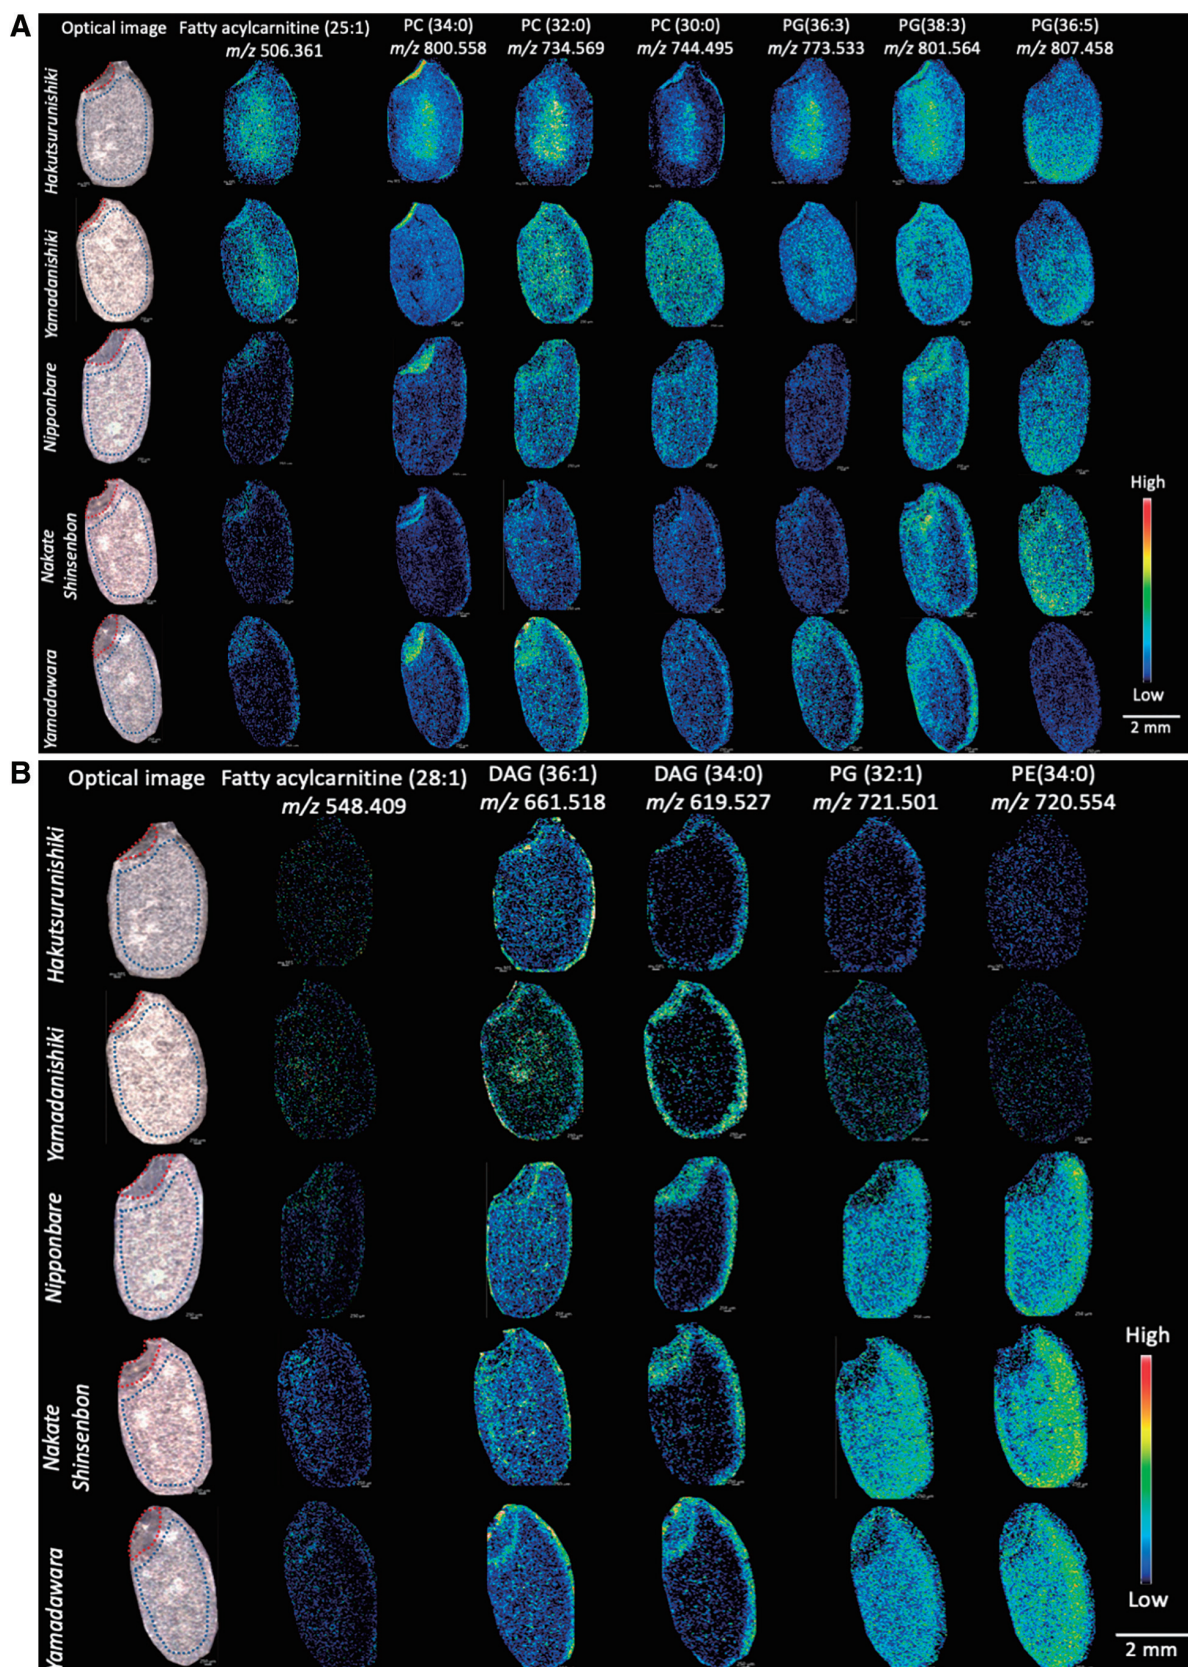 A
Optical image Fatty acylcarnitine (25:1) PC (34:0) PC (32:0) PC (30:0) PG(36:3) PG(38:3) PG(36:5)
m/z 506.361 m/z 800.558 m/z 734.569 m/z 744.495 m/z 773.533 m/z 801.564 m/z 807.458
Hakutsurunishiki
Yamadanishiki
Nipponbare
Nakate
Shinsenbon
Yamadawara
High
Low
2 mm
B
Optical image Fatty acylcarnitine (28:1) DAG (36:1) DAG (34:0) PG (32:1) PE(34:0)
m/z 548.409 m/z 661.518 m/z 619.527 m/z 721.501 m/z 720.554
Hakutsurunishiki
Yamadanishiki
Nipponbare
Nakate
Shinsenbon
Yamadawara
High
Low
2 mm